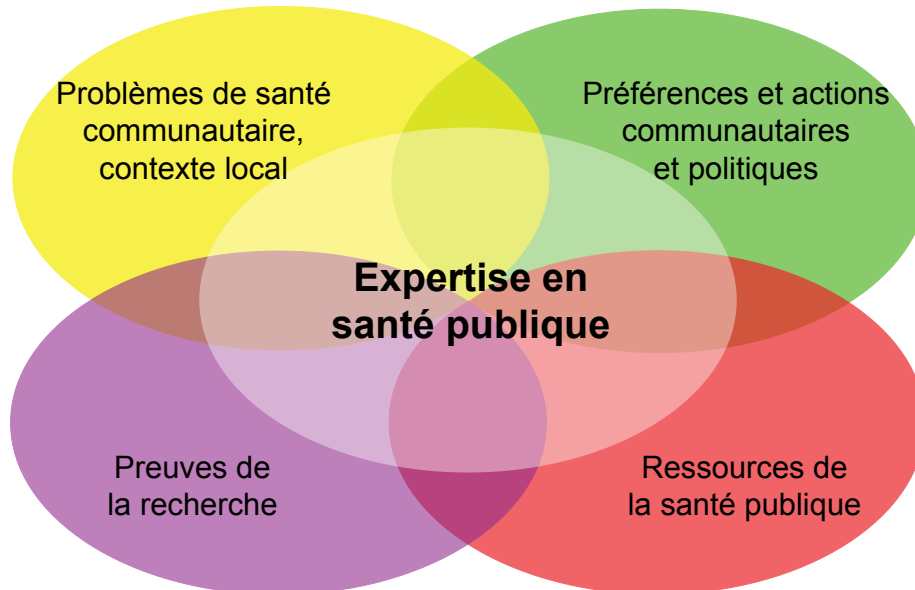 Problèmes de santé
communautaire,
contexte local
Préférences et actions
communautaires
et politiques
Expertise en
santé publique
Preuves de
la recherche
Ressources de
la santé publique